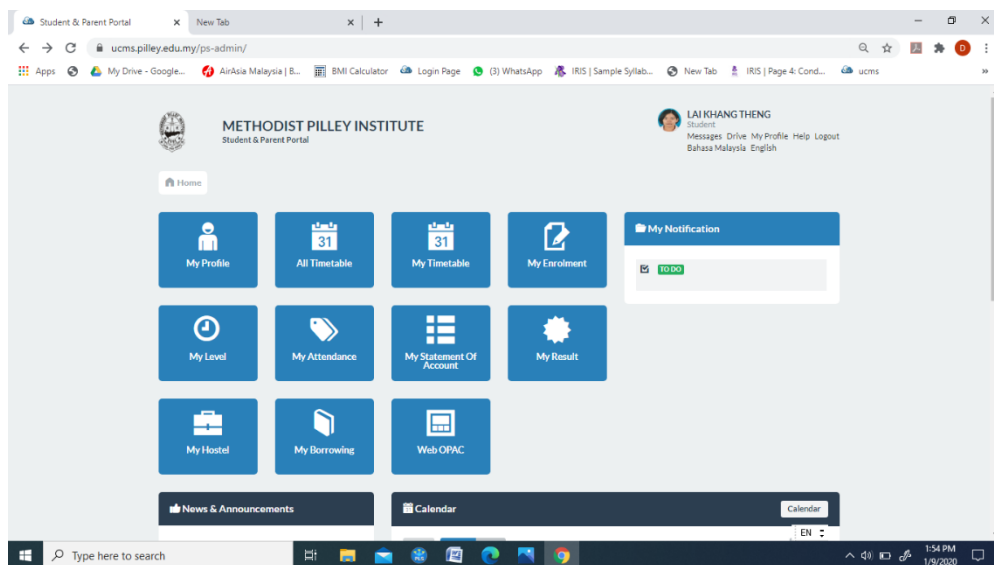 Student & Parent Portal
New Tab
ucms.pilley.edu.my/ps-admin/
D
Apps
My Drive - Google...
AirAsia Malaysia | B...
BMI Calculator
Login Page
(3) WhatsApp
IRIS | Sample Syllab...
New Tab
IRIS | Page 4: Cond...
ucms
METHODIST PILLEY INSTITUTE
Student & Parent Portal
LAI KHANG THENG
Student
Messages Drive My Profile Help Logout
Bahasa Malaysia English
Home
My Profile
31
All Timetable
31
My Timetable
My Enrolment
My Notification
TO DO
My Level
My Attendance
My Statement Of
Account
My Result
My Hostel
My Borrowing
Web OPAC
News & Announcements
Calendar
Calendar
EN
Type here to search
1:54 PM
1/9/2020